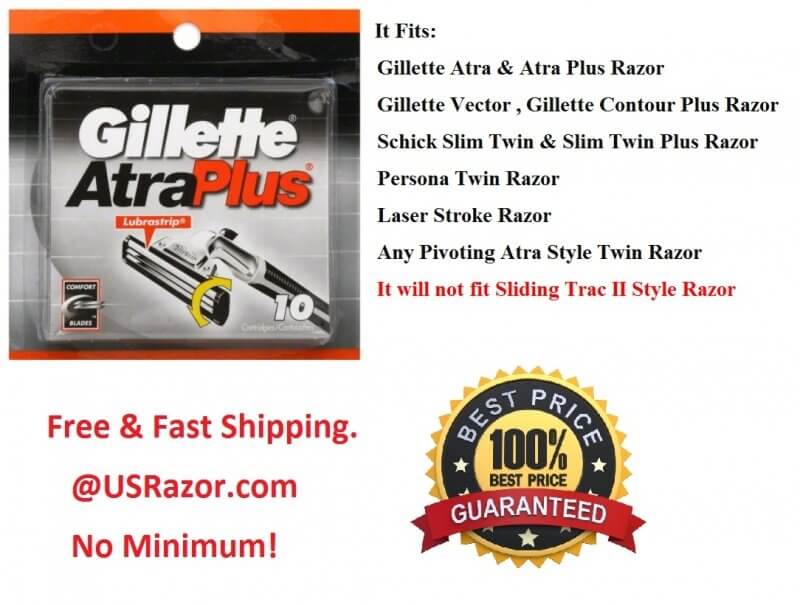 Gillette®
AtraPlus®
Lubrastrip®
COMFORT
BLADES
10
Cartridges/Cartouches
It Fits:
Gillette Atra & Atra Plus Razor
Gillette Vector , Gillette Contour Plus Razor
Schick Slim Twin & Slim Twin Plus Razor
Persona Twin Razor
Laser Stroke Razor
Any Pivoting Atra Style Twin Razor
It will not fit Sliding Trac II Style Razor
Free & Fast Shipping.
@USRazor.com
No Minimum!
BEST PRICE
100%
BEST PRICE
GUARANTEED